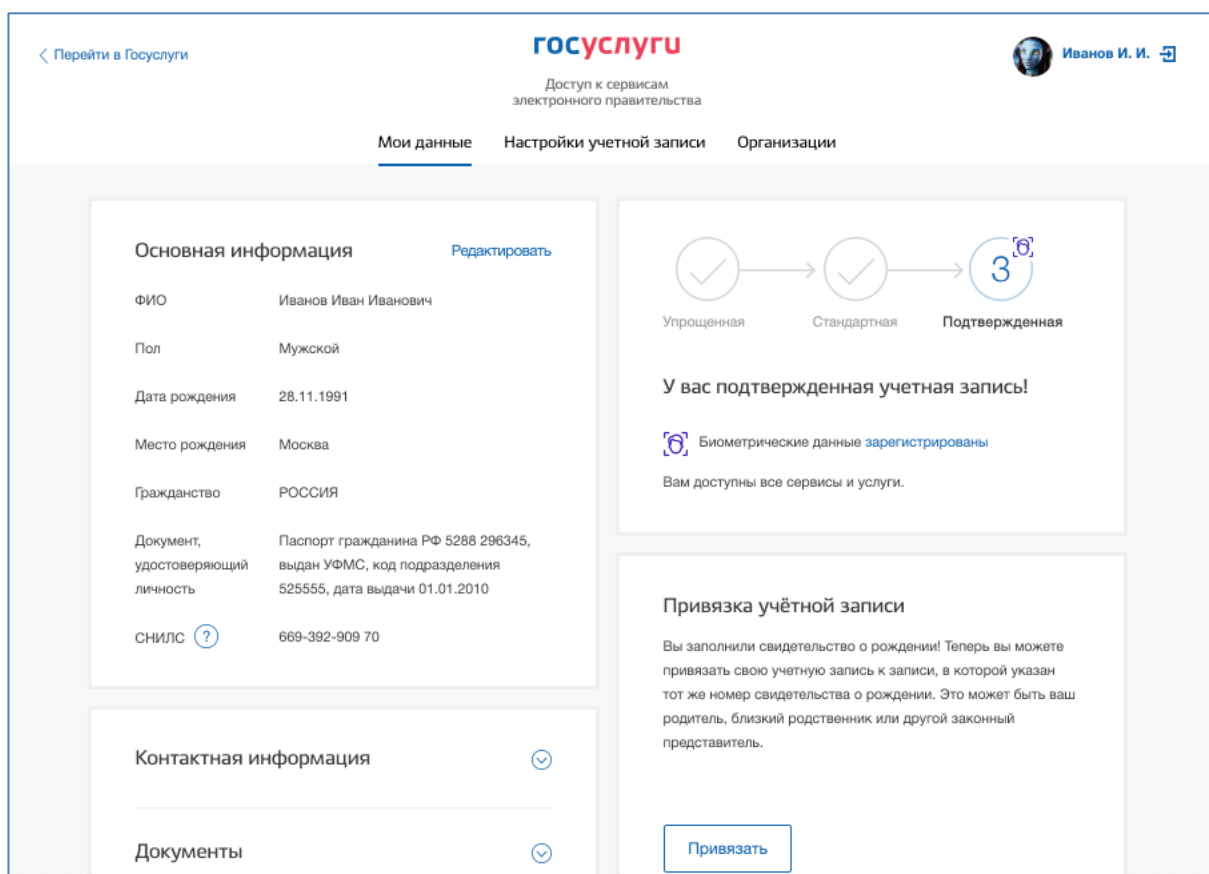 Перейти в Госуслуги
госуслуги
Иванов И. И.
Доступ к сервисам
электронного правительства
Мои данные
Настройки учетной записи
Организации
Основная информация
Редактировать
ФИО
Иванов Иван Иванович
Пол
Мужской
Дата рождения
28.11.1991
Место рождения
Москва
Гражданство
РОССИЯ
Документ,
удостоверяющий
личность
Паспорт гражданина РФ 5288 296345,
выдан УФМС, код подразделения
525555, дата выдачи 01.01.2010
СНИЛС ?
669-392-909 70
Контактная информация
Документы
3
Упрощенная
Стандартная
Подтвержденная
У вас подтвержденная учетная запись!
Биометрические данные зарегистрированы
Вам доступны все сервисы и услуги.
Привязка учётной записи
Вы заполнили свидетельство о рождении! Теперь вы можете
привязать свою учетную запись к записи, в которой указан
тот же номер свидетельства о рождении. Это может быть ваш
родитель, близкий родственник или другой законный
представитель.
Привязать